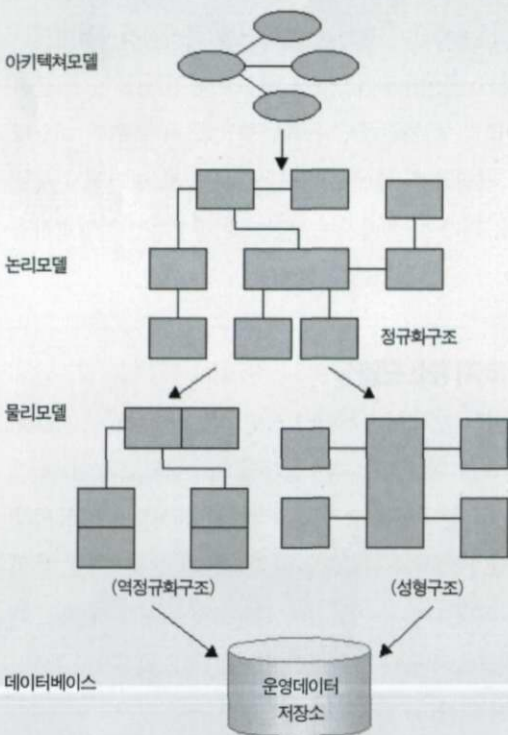 아키텍쳐모델
논리모델
정규화구조
물리모델
(역정규화구조)
(성형구조)
데이터베이스
운영데이터
저장소